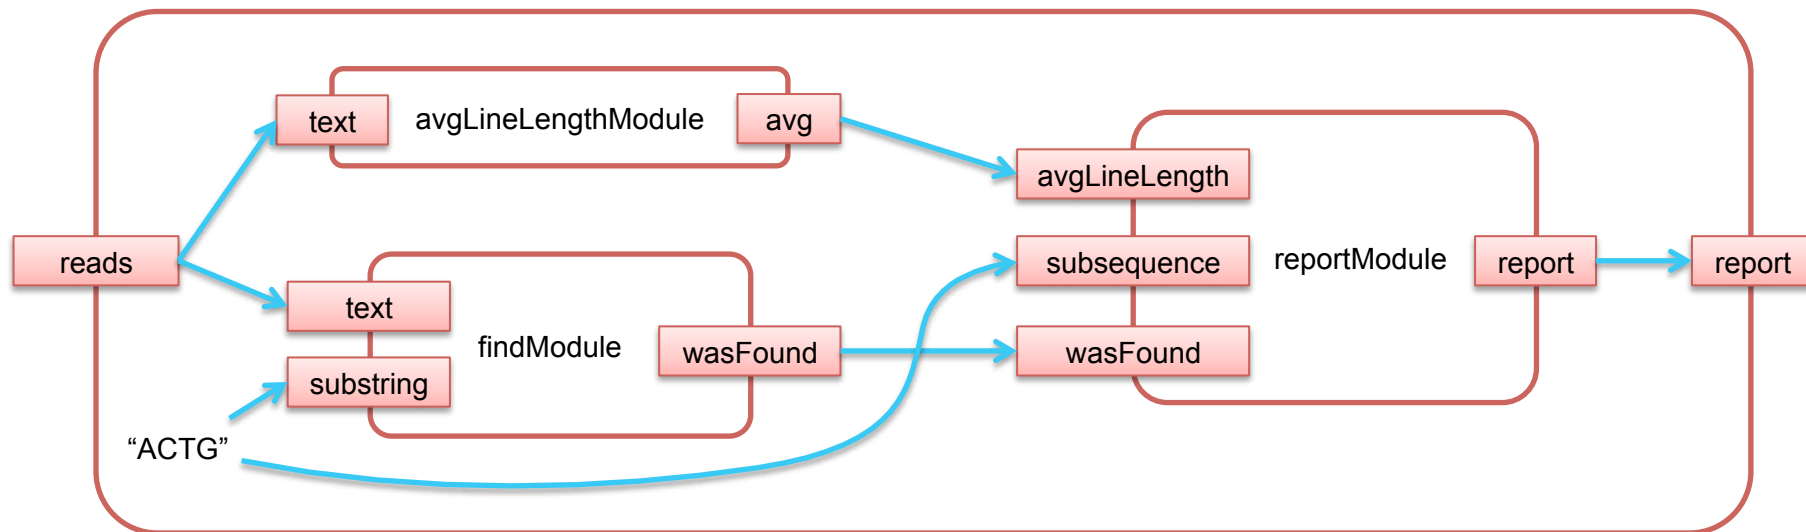 text
avgLineLengthModule
avg
avgLineLength
reads
subsequence
reportModule
report
report
text
findModule
wasFound
wasFound
substring
“ACTG”